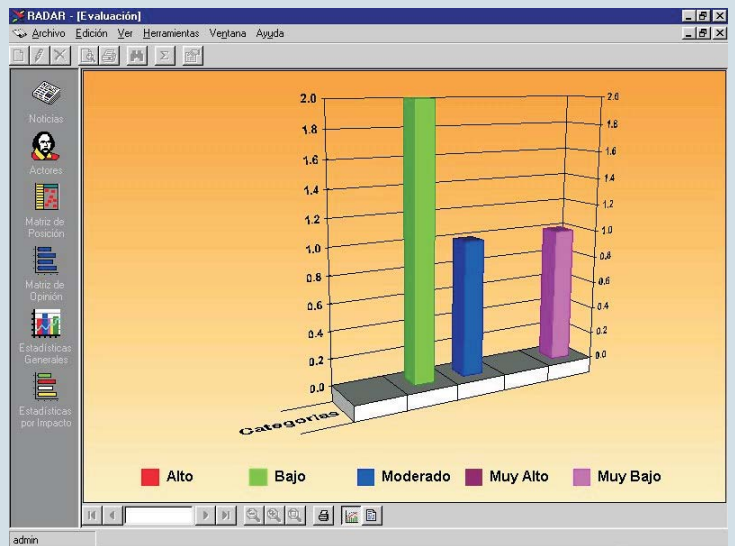 RADAR - [Evaluación]
Archivo Edición Ver Herramientas Ventana Ayuda
Noticias
Actores
Matriz de
Posición
Matriz de
Opinión
Estadísticas
Generales
Estadísticas
por Impacto
2.0 2.0
1.8 1.8
1.6 1.6
1.4 1.4
1.2 1.2
1.0 1.0
0.8 0.8
0.6 0.6
0.4 0.4
0.2 0.2
0.0 0.0
Categorías
Alto Bajo Moderado Muy Alto Muy Bajo
admin